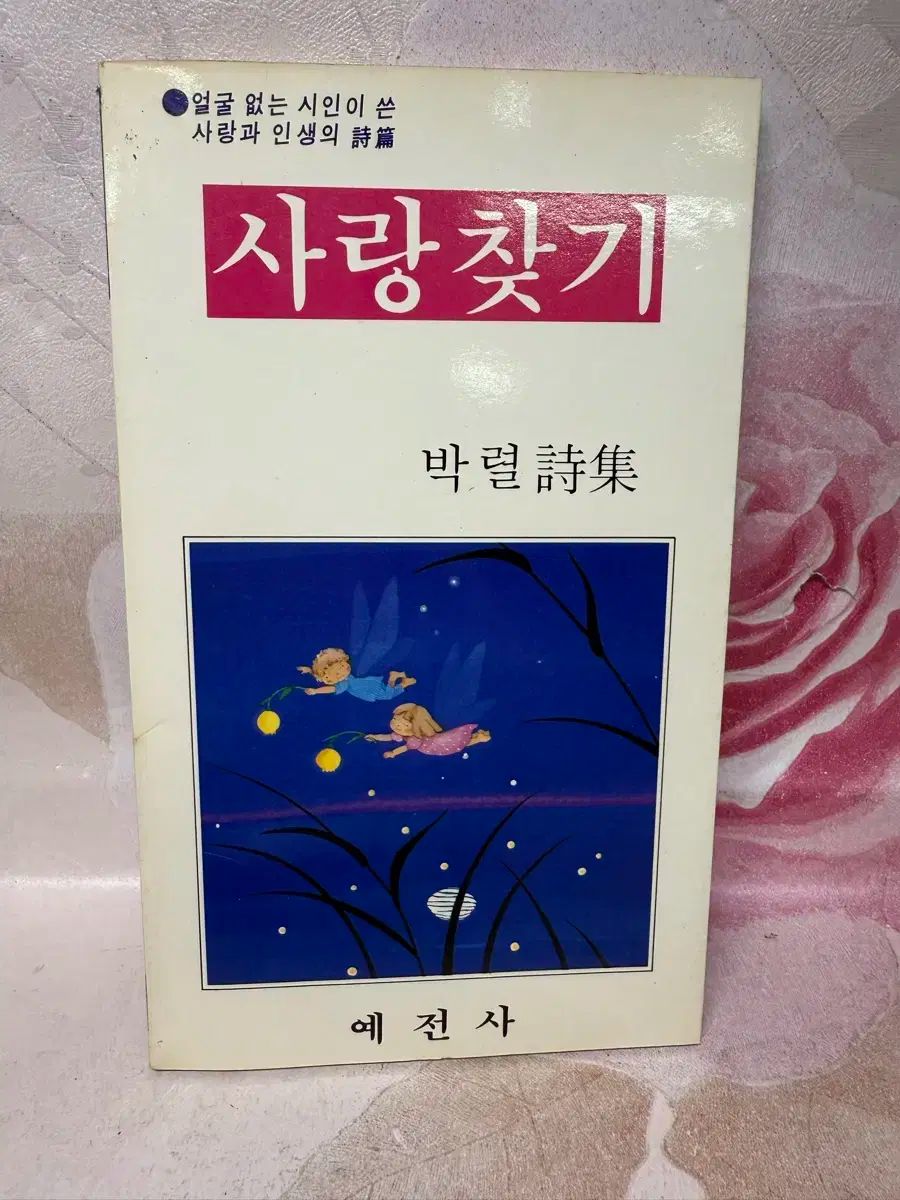 ●얼굴 없는 시인이 쓴
사랑과 인생의 詩篇
사랑찾기
박렬 詩集
예전사